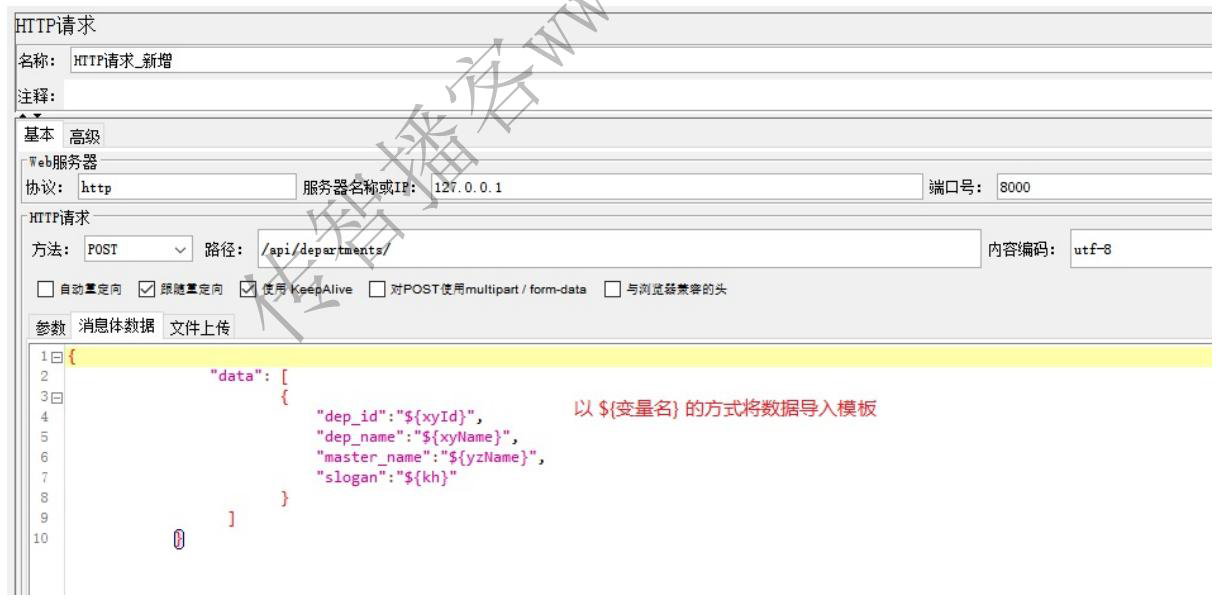 HTTP请求
名称: HTTP请求_新增
注释:
基本 高级
Web服务器
协议: http 服务器名称或IP: 127.0.0.1 端口号: 8000
HTTP请求
方法: POST 路径: /api/departments/ 内容编码: utf-8
自动重定向 跟随重定向 使用 KeepAlive 对POST使用multipart / form-data 与浏览器兼容的头
参数 消息体数据 文件上传
1 {
2 "data": [
3 {
4 "dep_id":"${xyId}",
5 "dep_name":"${xyName}",
6 "master_name":"${yzName}",
7 "slogan":"${kh}"
8 }
9 ]
10 }
以 ${变量名} 的方式将数据导入模板
传智播客www